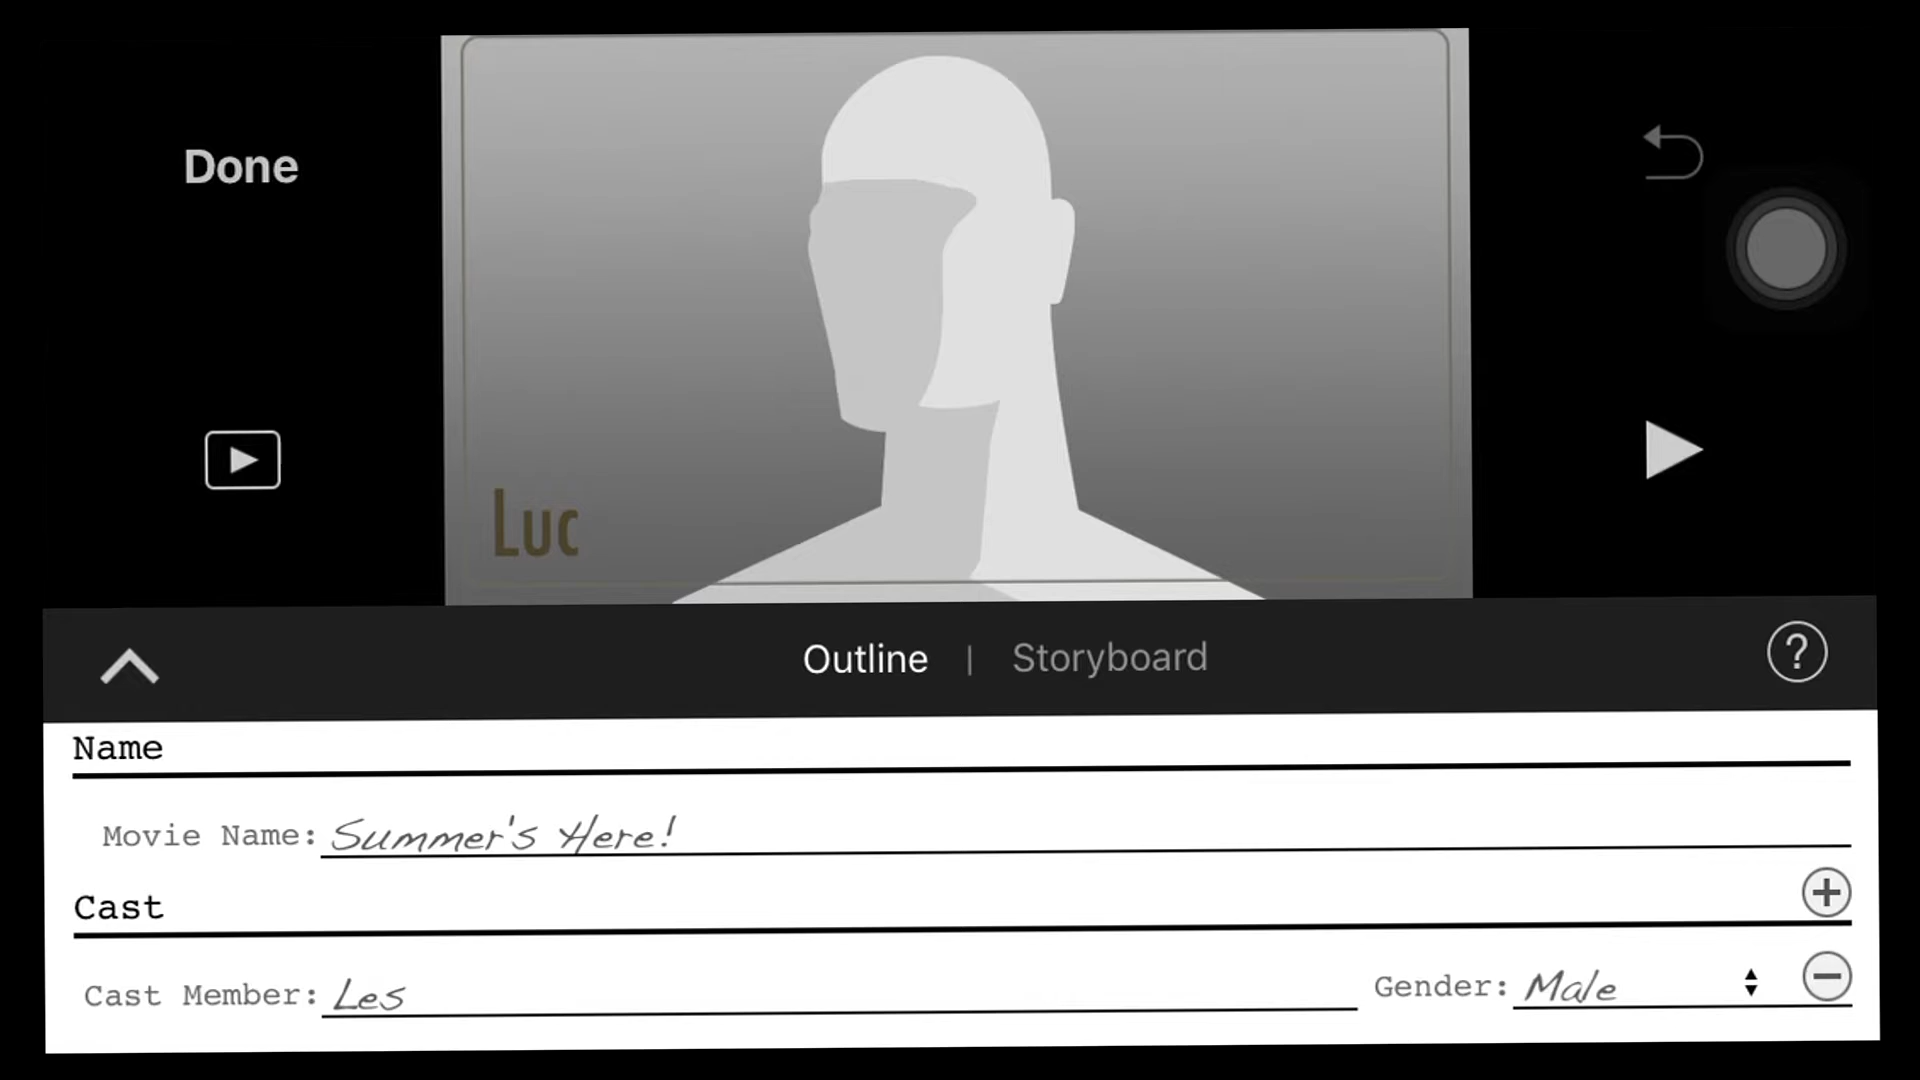 Done
Luc
Outline | Storyboard
?
Name
Movie Name: Summer's Here!
Cast
Cast Member: Les Gender: Male